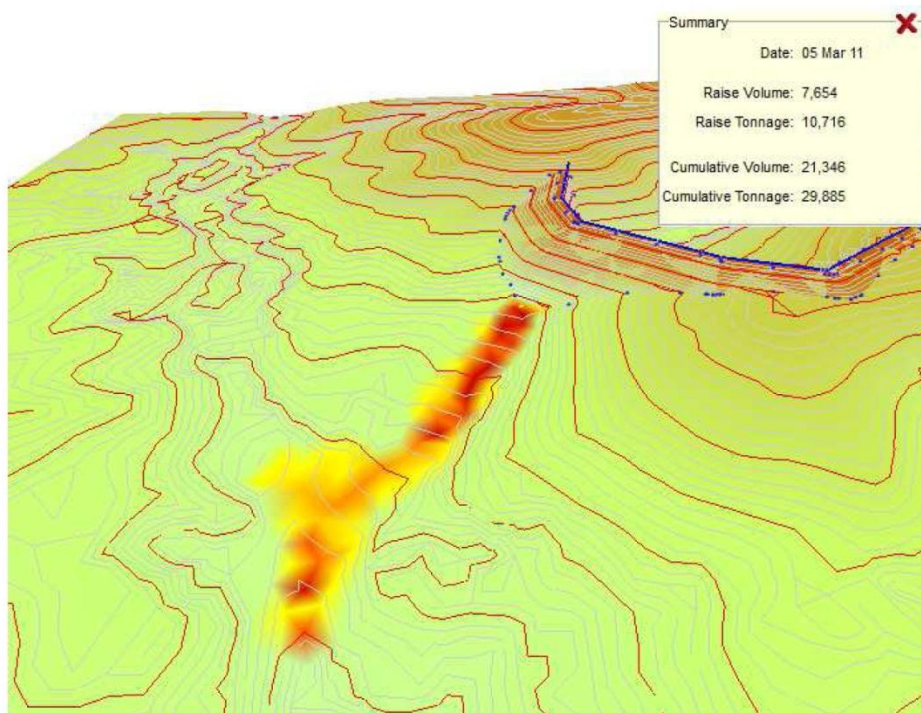 Summary
Date: 05 Mar 11
Raise Volume: 7,654
Raise Tonnage: 10,716
Cumulative Volume: 21,346
Cumulative Tonnage: 29,885